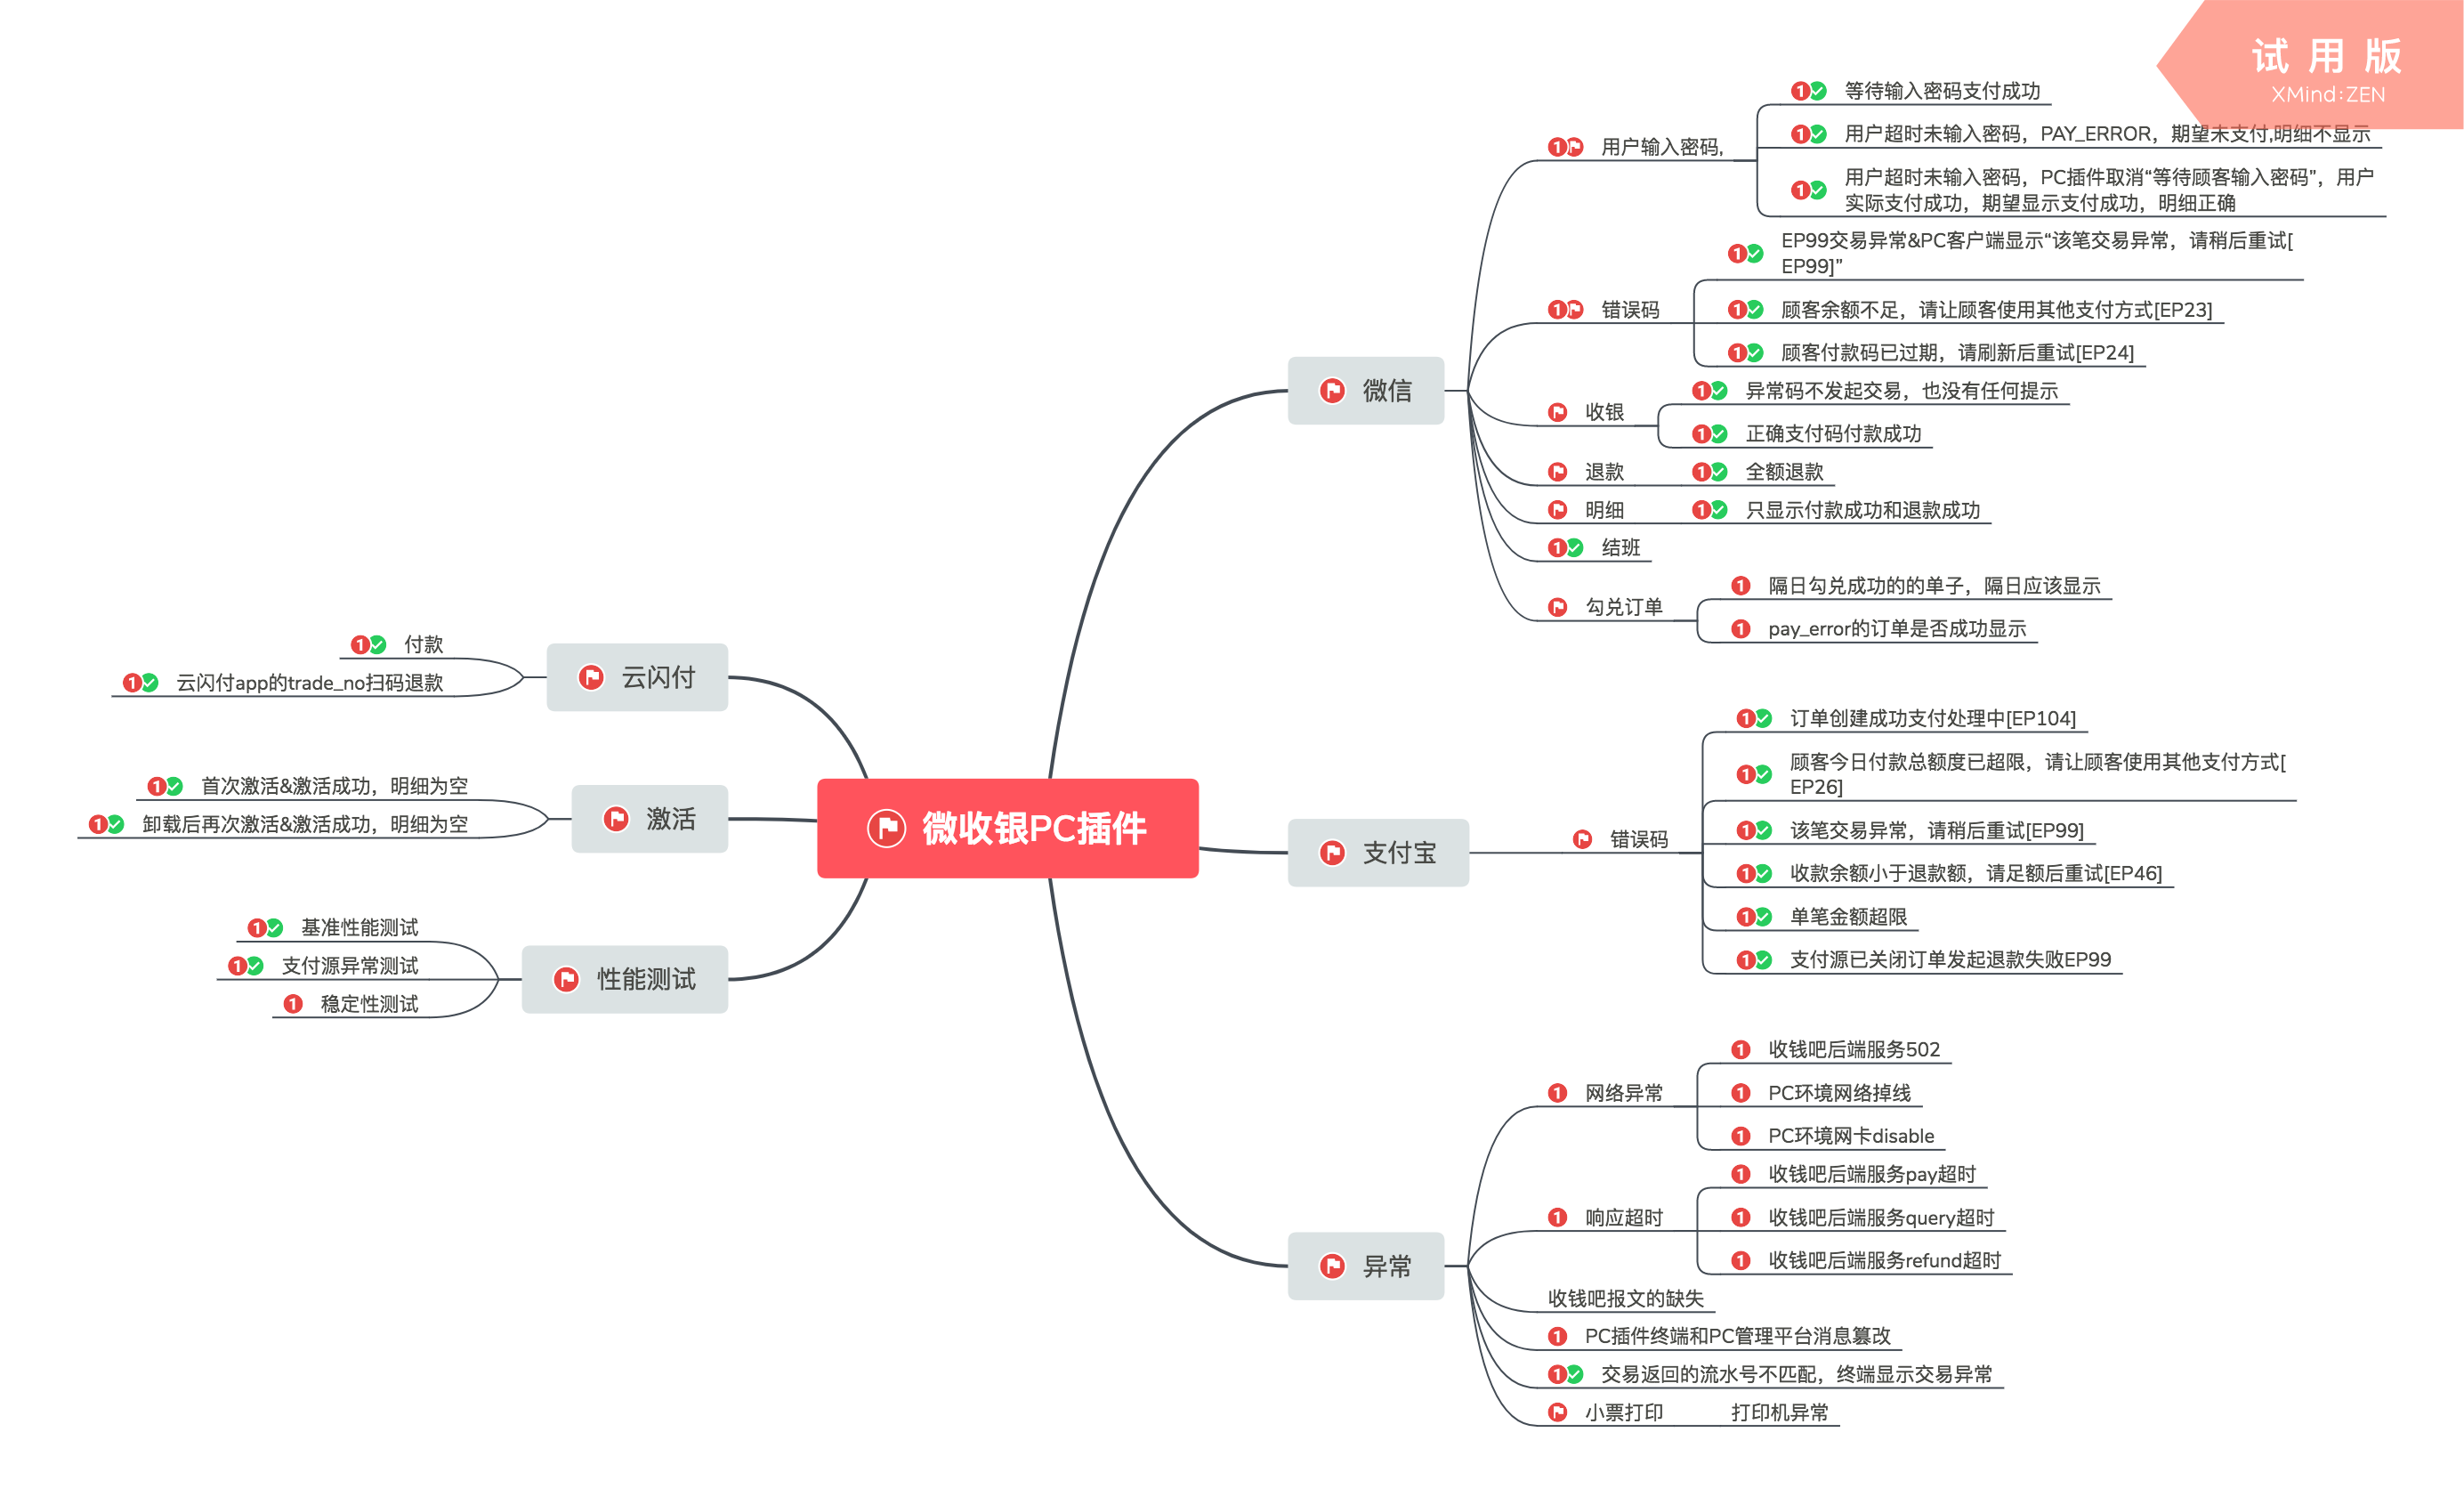 试用版
XMind:ZEN
微收银PC插件
微信
用户输入密码,
等待输入密码支付成功
用户超时未输入密码，PAY_ERROR，期望未支付,明细不显示
用户超时未输入密码，PC插件取消“等待顾客输入密码”，用户
实际支付成功，期望显示支付成功，明细正确
错误码
EP99交易异常&PC客户端显示“该笔交易异常，请稍后重试[
EP99]”
顾客余额不足，请让顾客使用其他支付方式[EP23]
顾客付款码已过期，请刷新后重试[EP24]
收银
异常码不发起交易，也没有任何提示
正确支付码付款成功
退款
全额退款
明细
只显示付款成功和退款成功
结班
勾兑订单
隔日勾兑成功的的单子，隔日应该显示
pay_error的订单是否成功显示
支付宝
错误码
订单创建成功支付处理中[EP104]
顾客今日付款总额度已超限，请让顾客使用其他支付方式[
EP26]
该笔交易异常，请稍后重试[EP99]
收款余额小于退款额，请足额后重试[EP46]
单笔金额超限
支付源已关闭订单发起退款失败EP99
异常
网络异常
收钱吧后端服务502
PC环境网络掉线
PC环境网卡disable
响应超时
收钱吧后端服务pay超时
收钱吧后端服务query超时
收钱吧后端服务refund超时
收钱吧报文的缺失
PC插件终端和PC管理平台消息篡改
交易返回的流水号不匹配，终端显示交易异常
小票打印
打印机异常
云闪付
付款
云闪付app的trade_no扫码退款
激活
首次激活&激活成功，明细为空
卸载后再次激活&激活成功，明细为空
性能测试
基准性能测试
支付源异常测试
稳定性测试